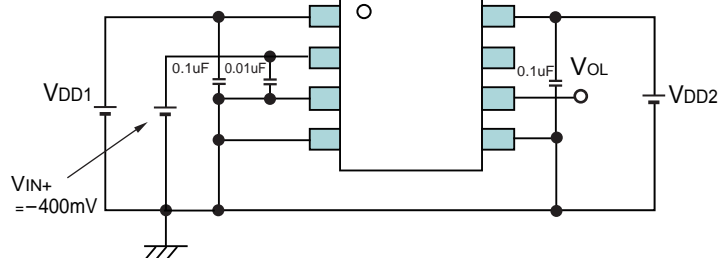 0.1uF
0.01uF
0.1uF
VOL
VDD1
VDD2
VIN+
=−400mV